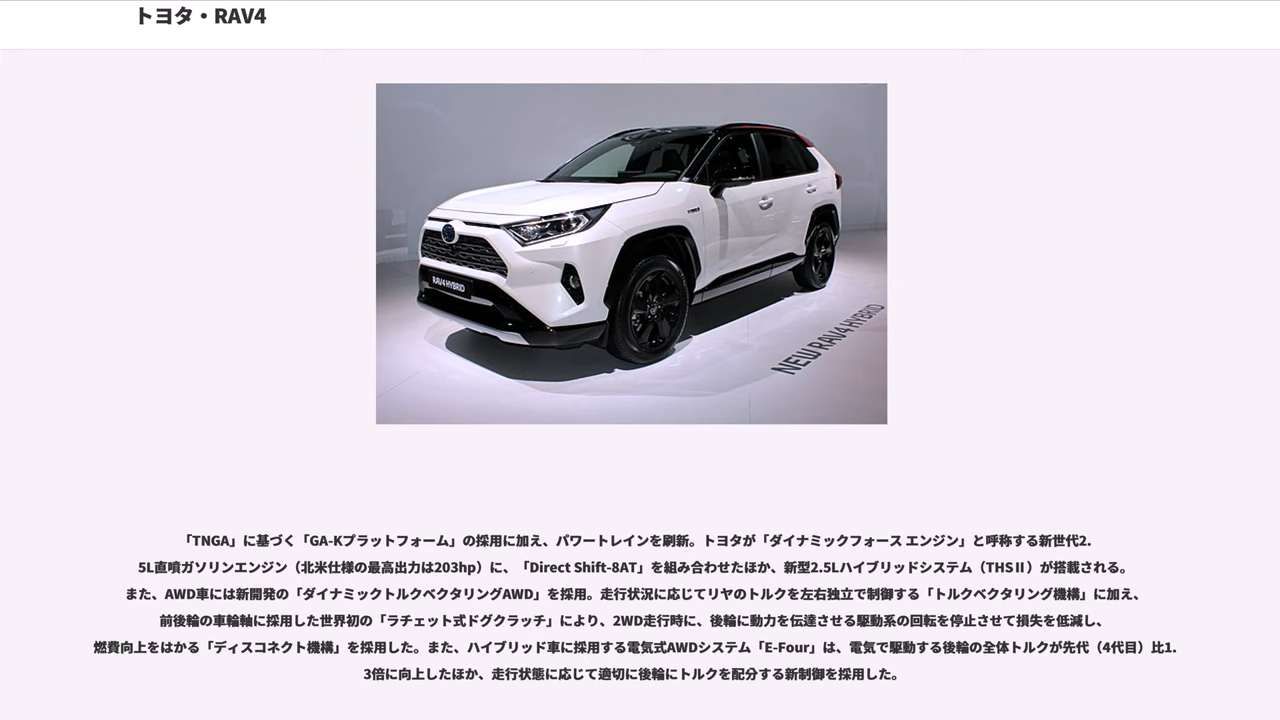 トヨタ・RAV4
RAV4 HYBRID
NEW RAV4 HYBRID
「TNGA」に基づく「GA-Kプラットフォーム」の採用に加え、パワートレインを刷新。トヨタが「ダイナミックフォース エンジン」と呼称する新世代2.
5L直噴ガソリンエンジン（北米仕様の最高出力は203hp）に、「Direct Shift-8AT」を組み合わせたほか、新型2.5Lハイブリッドシステム（THSⅡ）が搭載される。
また、AWD車には新開発の「ダイナミックトルクベクタリングAWD」を採用。走行状況に応じてリヤのトルクを左右独立で制御する「トルクベクタリング機構」に加え、
前後輪の車輪軸に採用した世界初の「ラチェット式ドグクラッチ」により、2WD走行時に、後輪に動力を伝達させる駆動系の回転を停止させて損失を低減し、
燃費向上をはかる「ディスコネクト機構」を採用した。また、ハイブリッド車に採用する電気式AWDシステム「E-Four」は、電気で駆動する後輪の全体トルクが先代（4代目）比1.
3倍に向上したほか、走行状態に応じて適切に後輪にトルクを配分する新制御を採用した。